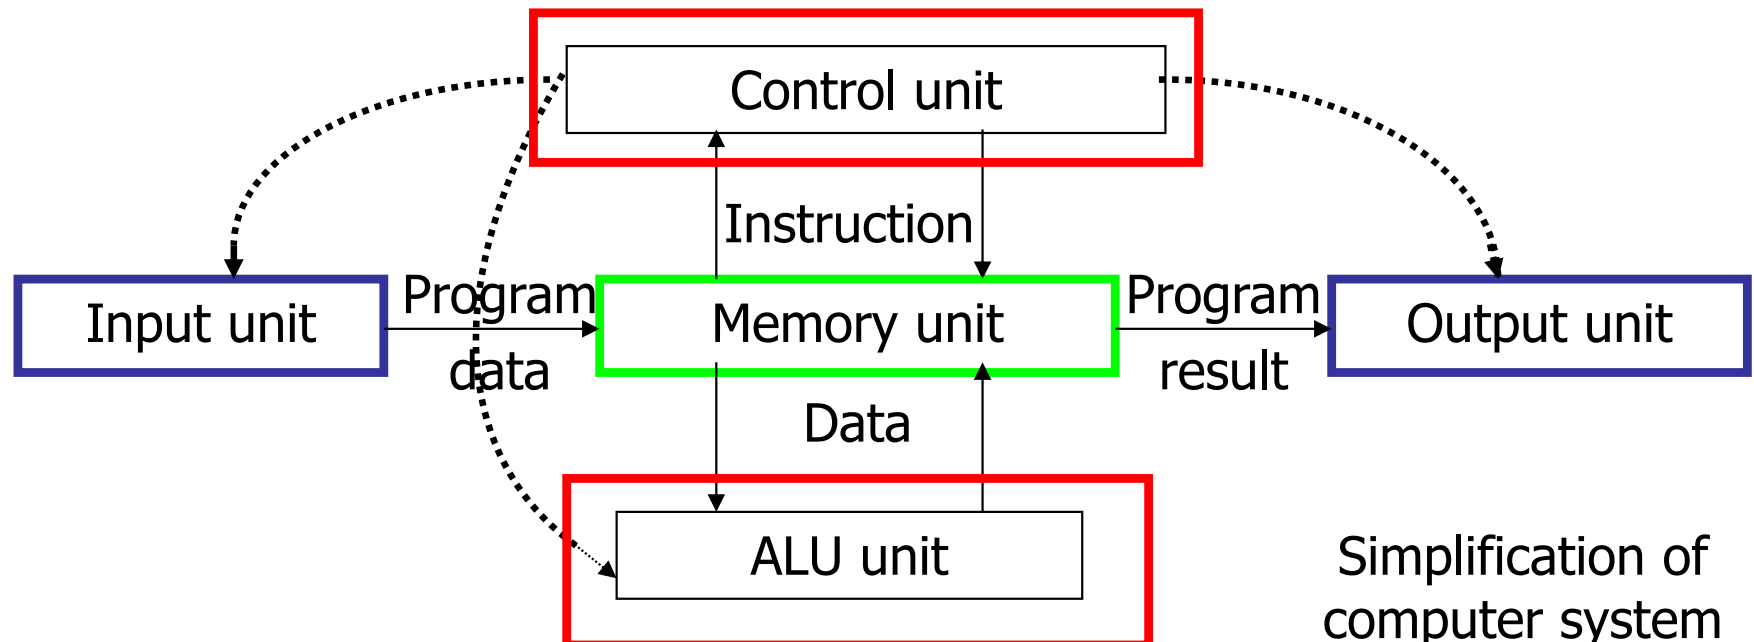 Control unit
Instruction
Input unit
Program
data
Memory unit
Program
result
Output unit
Data
ALU unit
Simplification of
computer system